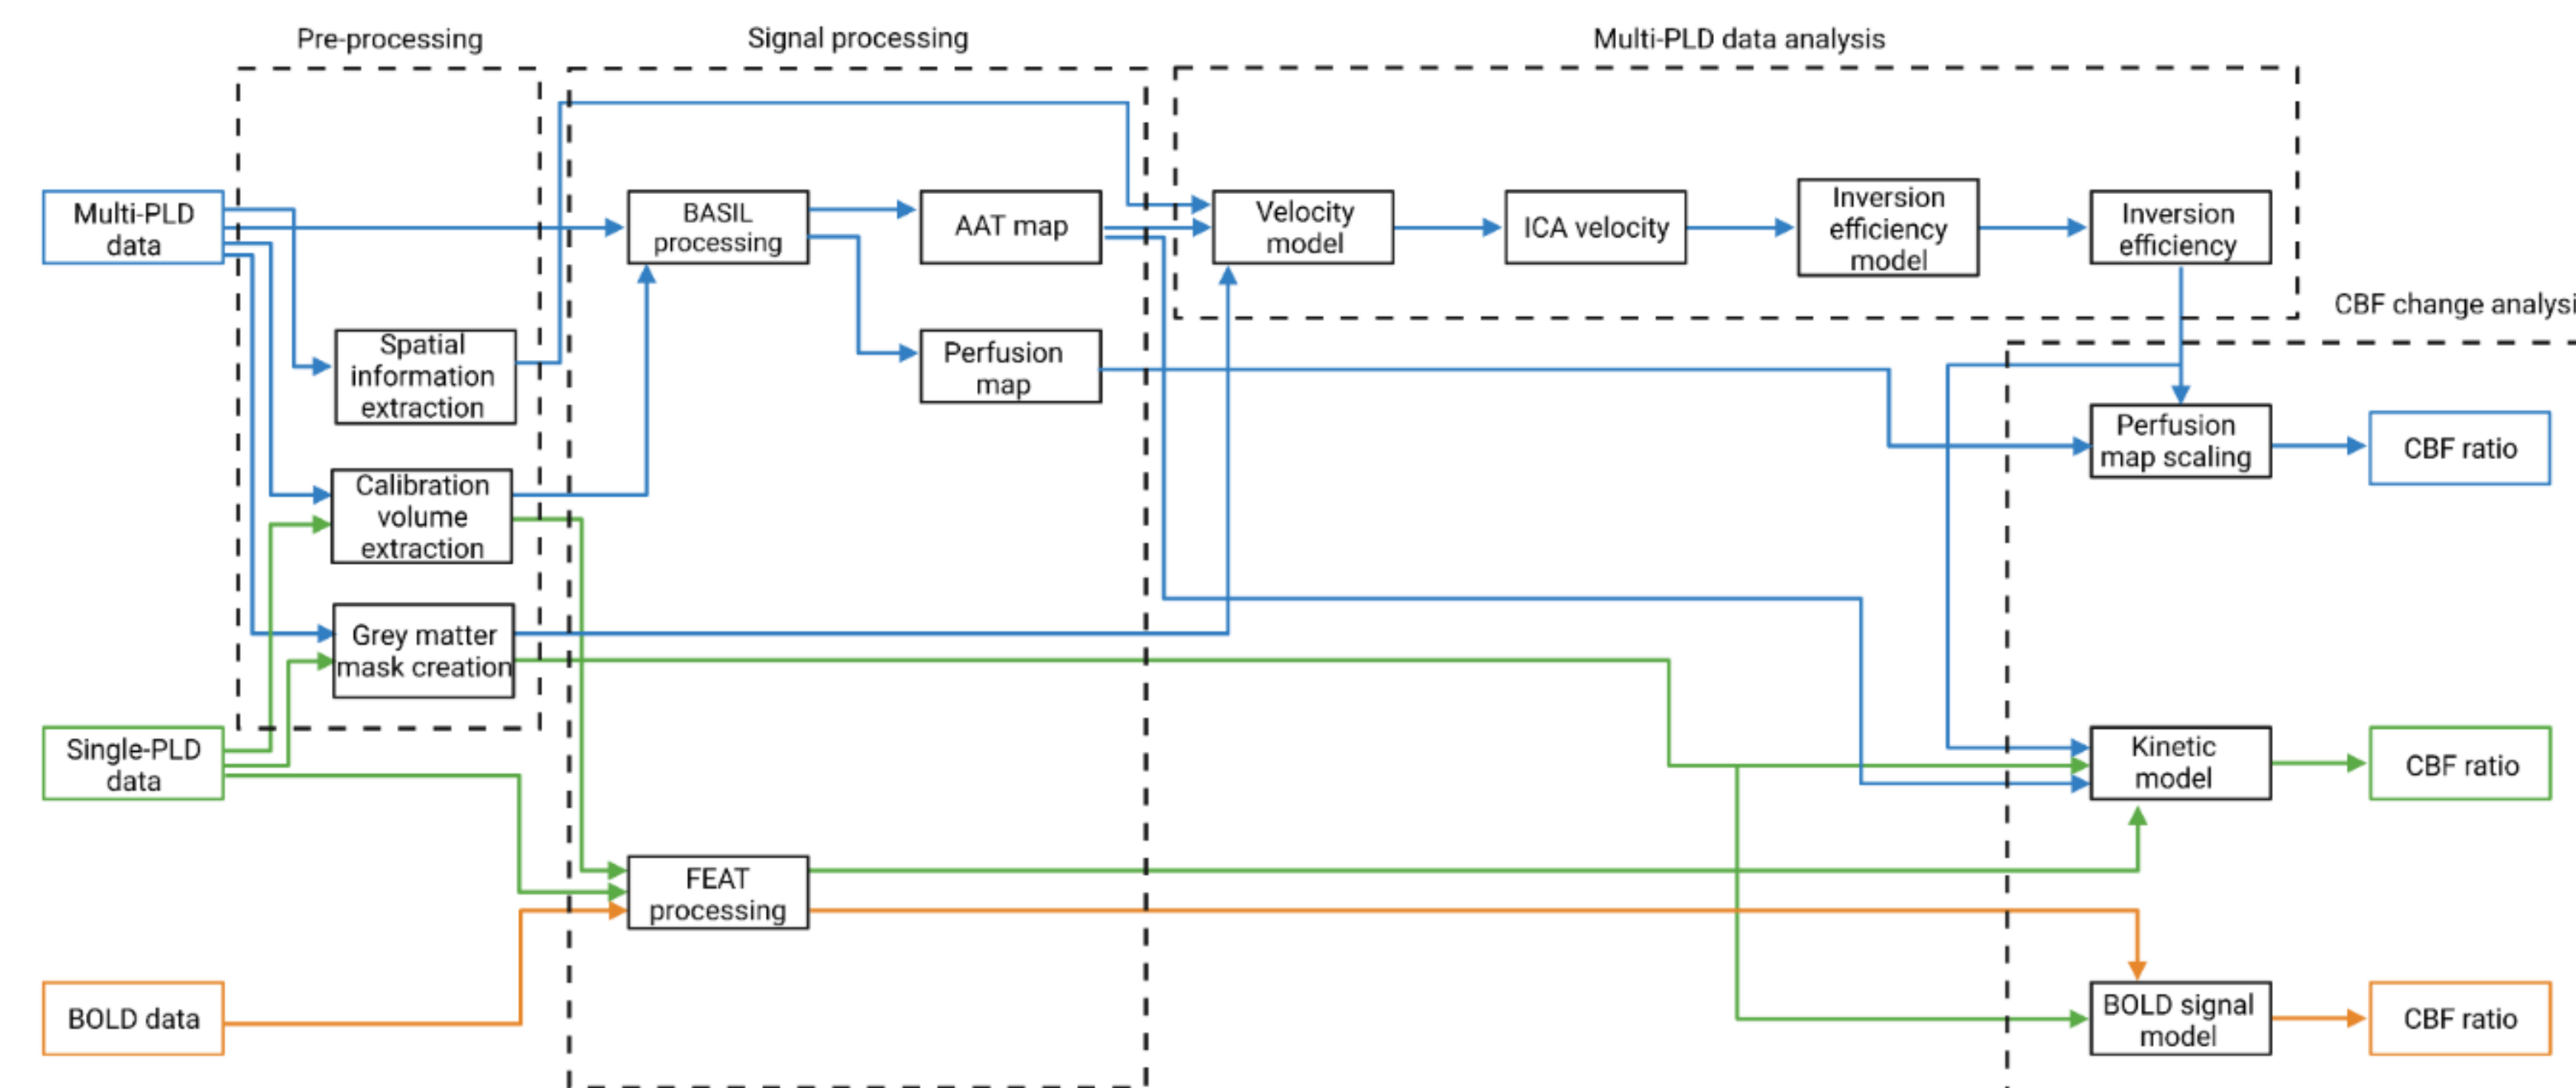 Pre-processing
Signal processing
Multi-PLD data analysis
Multi-PLD
data
BASIL
processing
AAT map
Velocity
model
ICA velocity
Inversion
efficiency
model
Inversion
efficiency
CBF change analysi
Spatial
information
extraction
Perfusion
map
Perfusion
map scaling
CBF ratio
Calibration
volume
extraction
Grey matter
mask creation
Single-PLD
data
Kinetic
model
CBF ratio
FEAT
processing
BOLD data
BOLD signal
model
CBF ratio